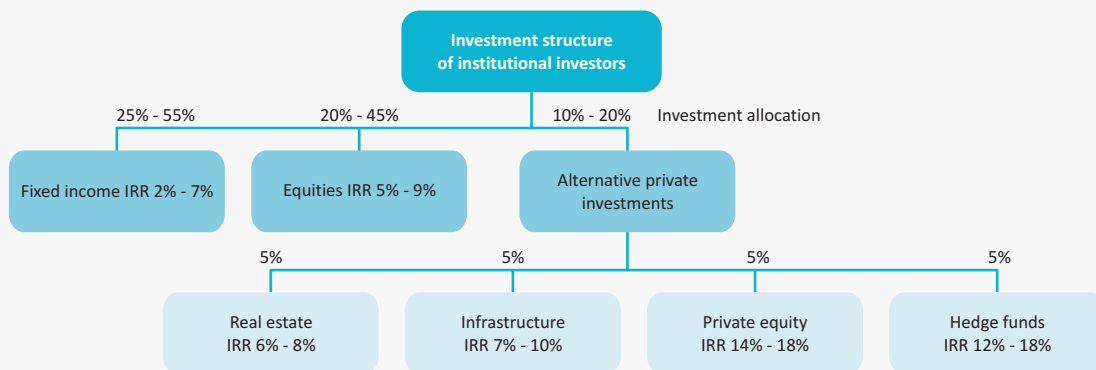 Investment structure
of institutional investors
25% - 55%
20% - 45%
10% - 20%
Investment allocation
Fixed income IRR 2% - 7%
Equities IRR 5% - 9%
Alternative private
investments
5%
5%
5%
5%
Real estate
IRR 6% - 8%
Infrastructure
IRR 7% - 10%
Private equity
IRR 14% - 18%
Hedge funds
IRR 12% - 18%